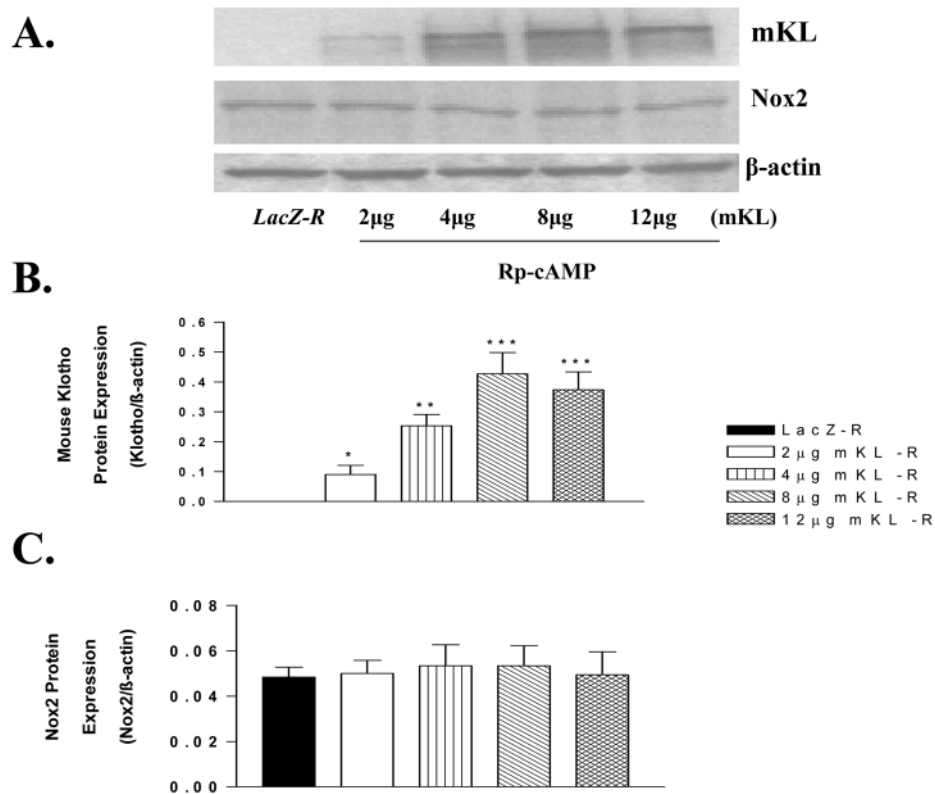 A.
mKL
Nox2
β-actin
LacZ-R 2μg 4μg 8μg 12μg (mKL)
Rp-cAMP
B.
Mouse Klotho
Protein Expression
(Klotho/ß-actin)
0.6
0.5
0.4
0.3
0.2
0.1
0.0
*
**
***
***
LacZ-R
2μg mKL-R
4μg mKL-R
8μg mKL-R
12μg mKL-R
C.
Nox2 Protein
Expression
(Nox2/ß-actin)
0.08
0.06
0.04
0.02
0.00